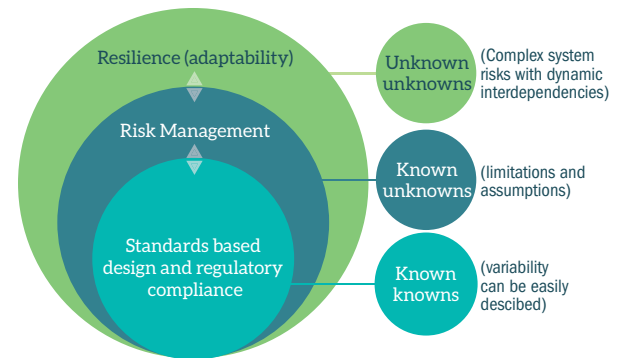 Resilience (adaptability)
Risk Management
Standards based
design and regulatory
compliance
Unknown
unknowns
(Complex system
risks with dynamic
interdependencies)
Known
unknowns
(limitations and
assumptions)
Known
knowns
(variability
can be easily
descibed)